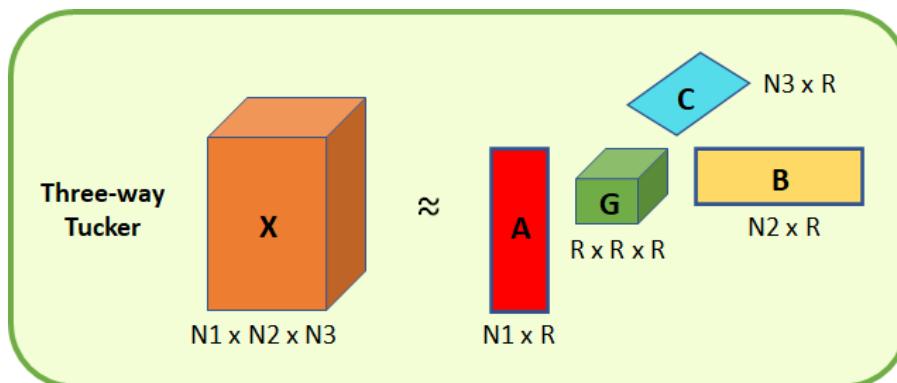 Three-way
Tucker
X
N1 x N2 x N3
≈
A
N1 x R
G
R x R x R
C
N3 x R
B
N2 x R